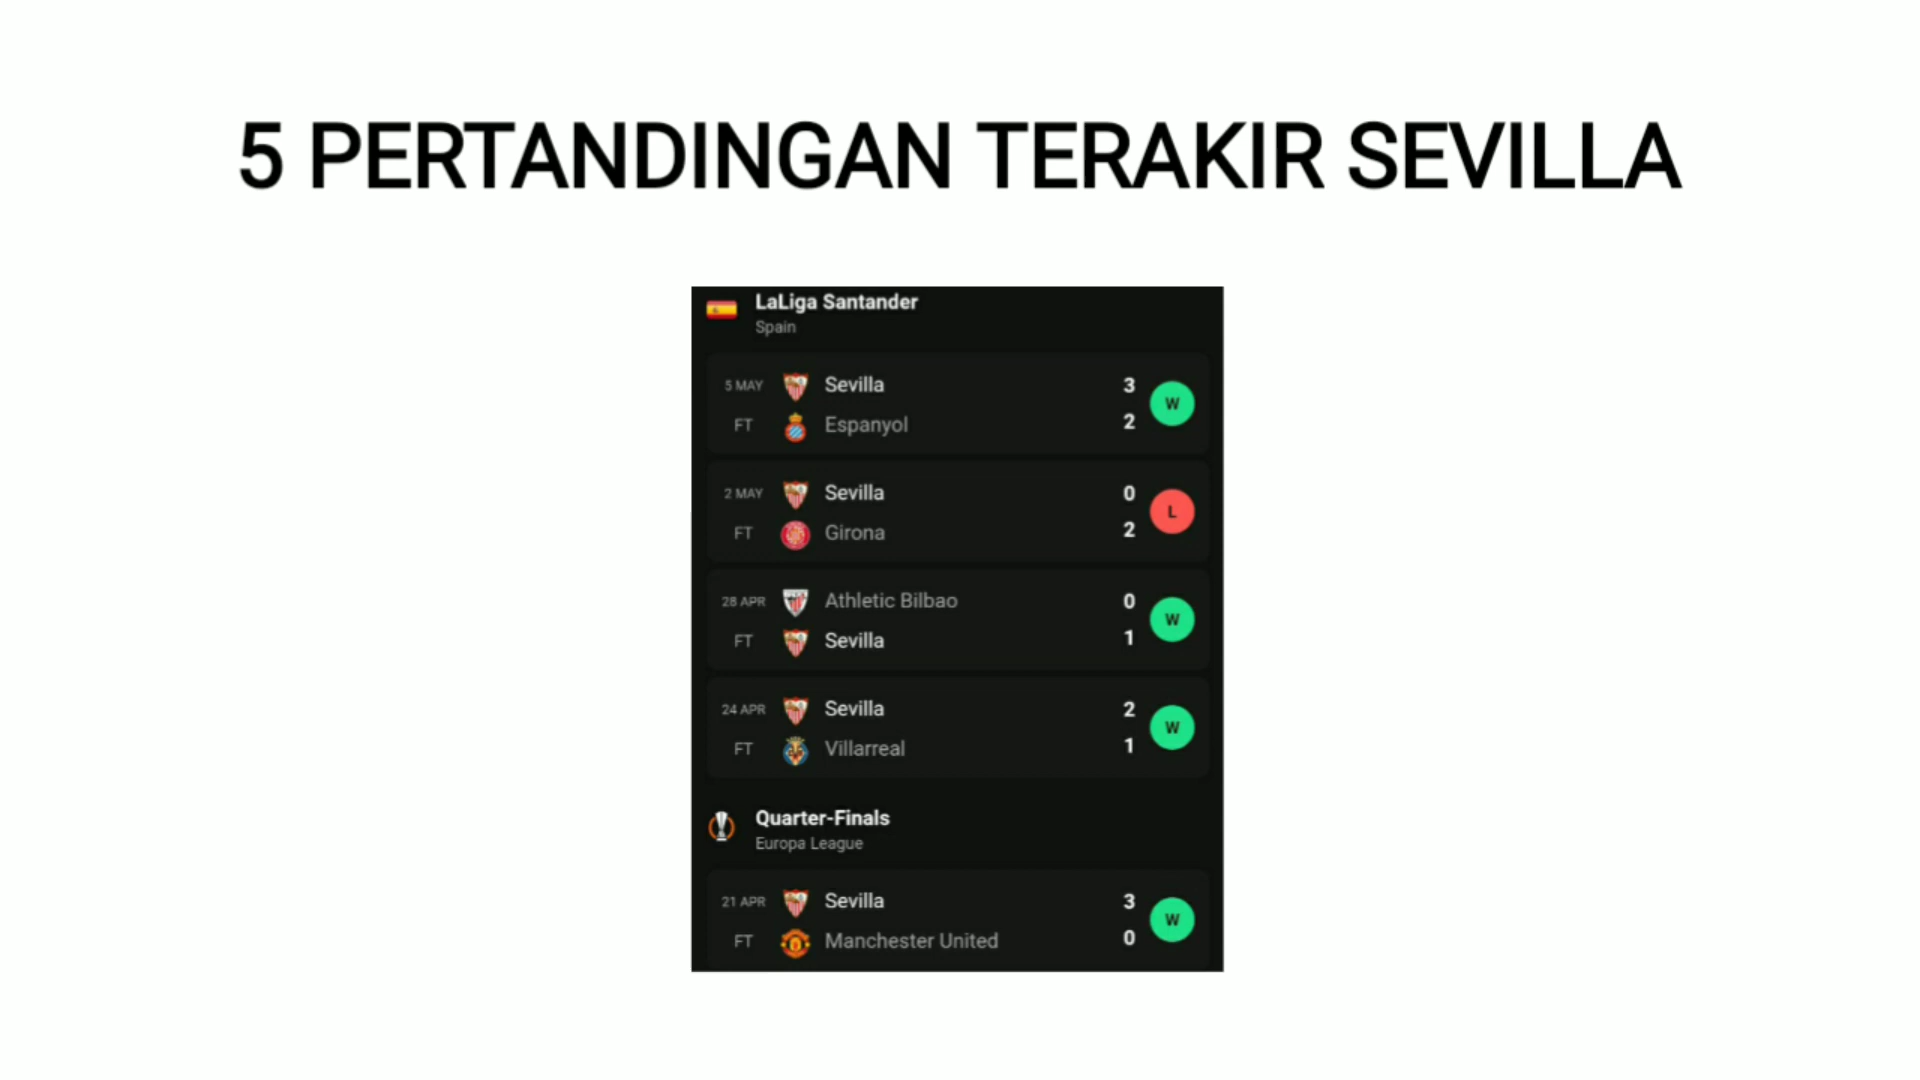 5 PERTANDINGAN TERAKIR SEVILLA
LaLiga Santander
Spain
5 MAY Sevilla 3
W
FT Espanyol 2
2 MAY Sevilla 0
L
FT Girona 2
28 APR Athletic Bilbao 0
W
FT Sevilla 1
24 APR Sevilla 2
W
FT Villarreal 1
Quarter-Finals
Europa League
21 APR Sevilla 3
W
FT Manchester United 0